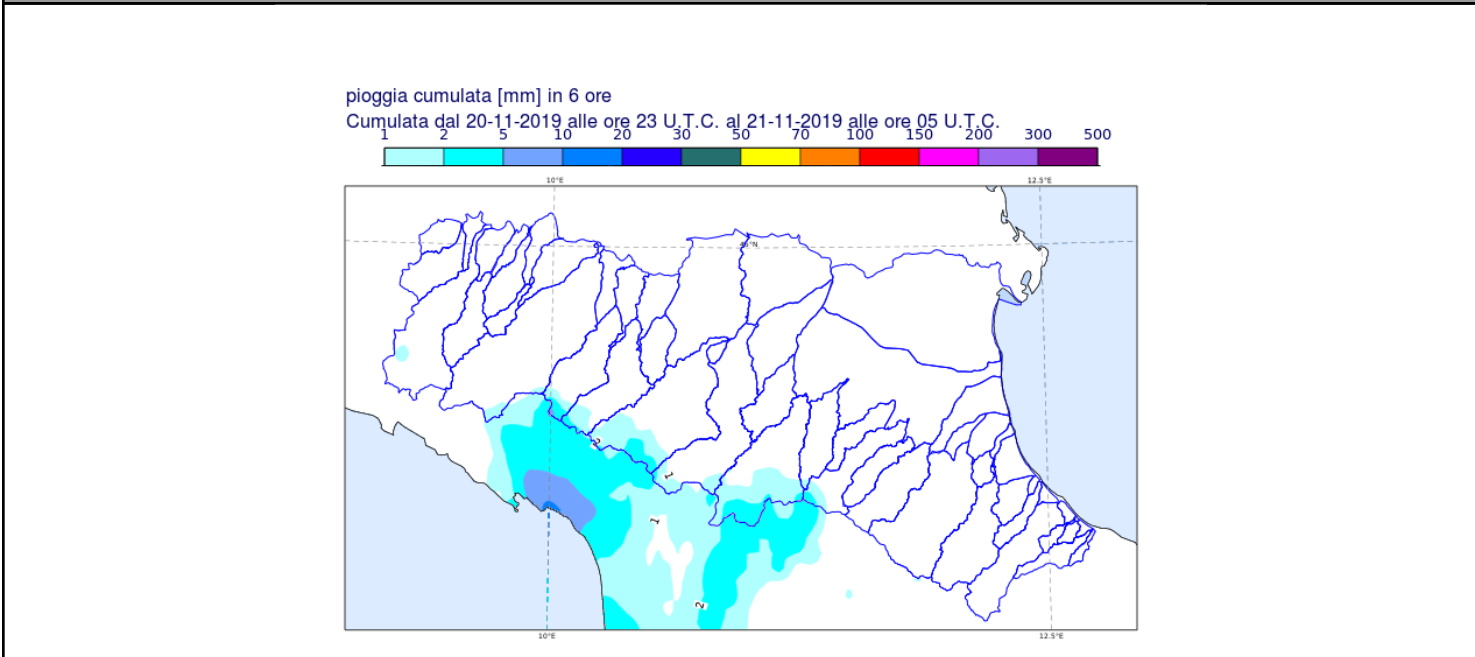 pioggia cumulata [mm] in 6 ore
Cumulata dal 20-11-2019 alle ore 23 U.T.C. al 21-11-2019 alle ore 05 U.T.C.
1 2 5 10 20 30 50 70 100 150 200 300 500
10°E 12.5°E
45°N
2
1
1
2
10°E 12.5°E